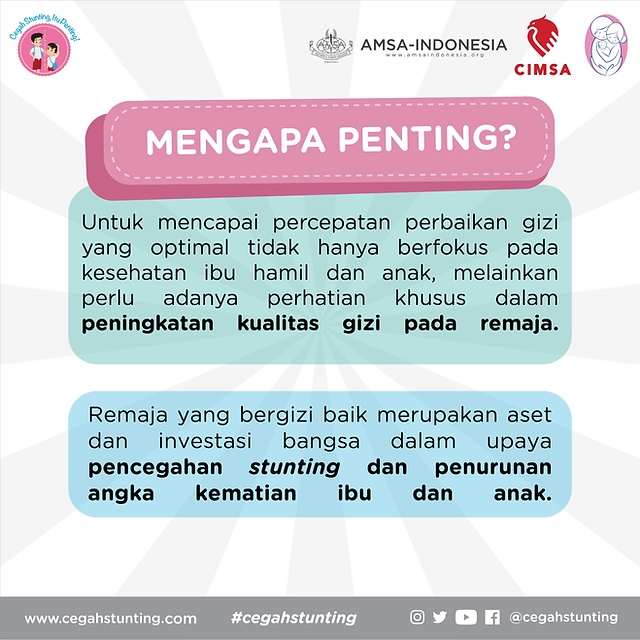 Cegah Stunting, Itu Penting!
AMSA-INDONESIA
www.amsaindonesia.org
CIMSA
MENGAPA PENTING?
Untuk mencapai percepatan perbaikan gizi
yang optimal tidak hanya berfokus pada
kesehatan ibu hamil dan anak, melainkan
perlu adanya perhatian khusus dalam
peningkatan kualitas gizi pada remaja.
Remaja yang bergizi baik merupakan aset
dan investasi bangsa dalam upaya
pencegahan stunting dan penurunan
angka kematian ibu dan anak.
www.cegahstunting.com #cegahstunting @cegahstunting